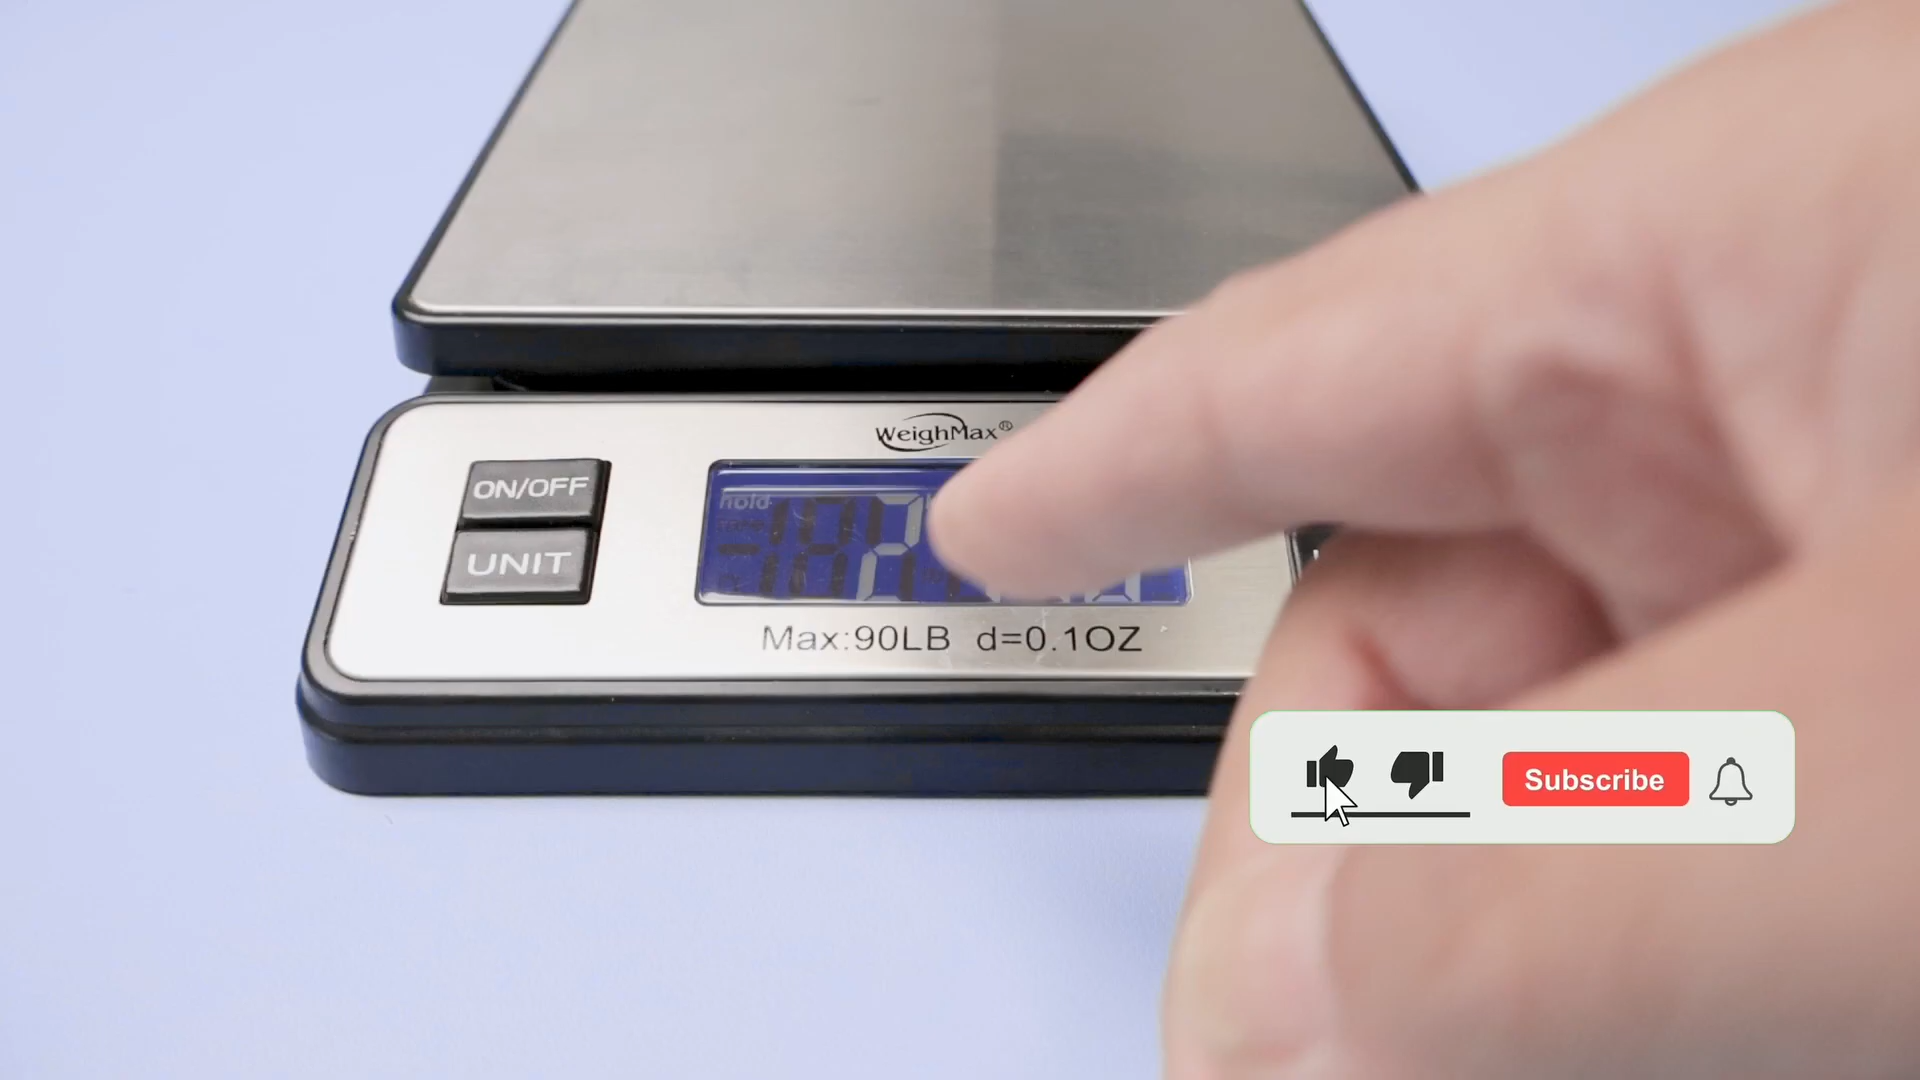 WeighMax®
ON/OFF
UNIT
hold
Max:90LB d=0.1OZ
Subscribe